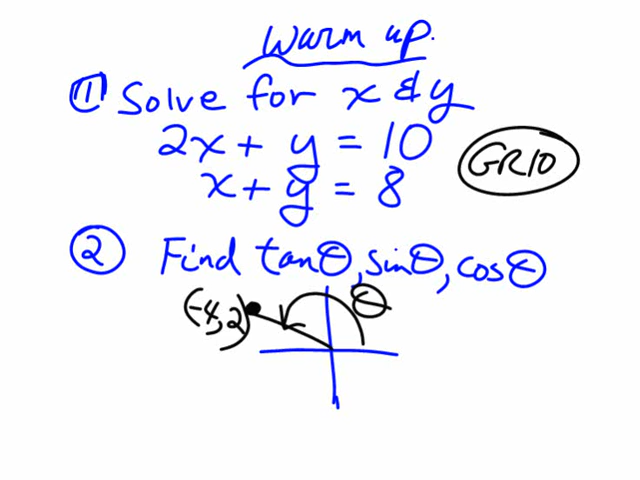 Warm up.
① Solve for x & y
2x + y = 10
x + y = 8
GR10
② Find tanθ, sinθ, cosθ
θ
(-4,2)